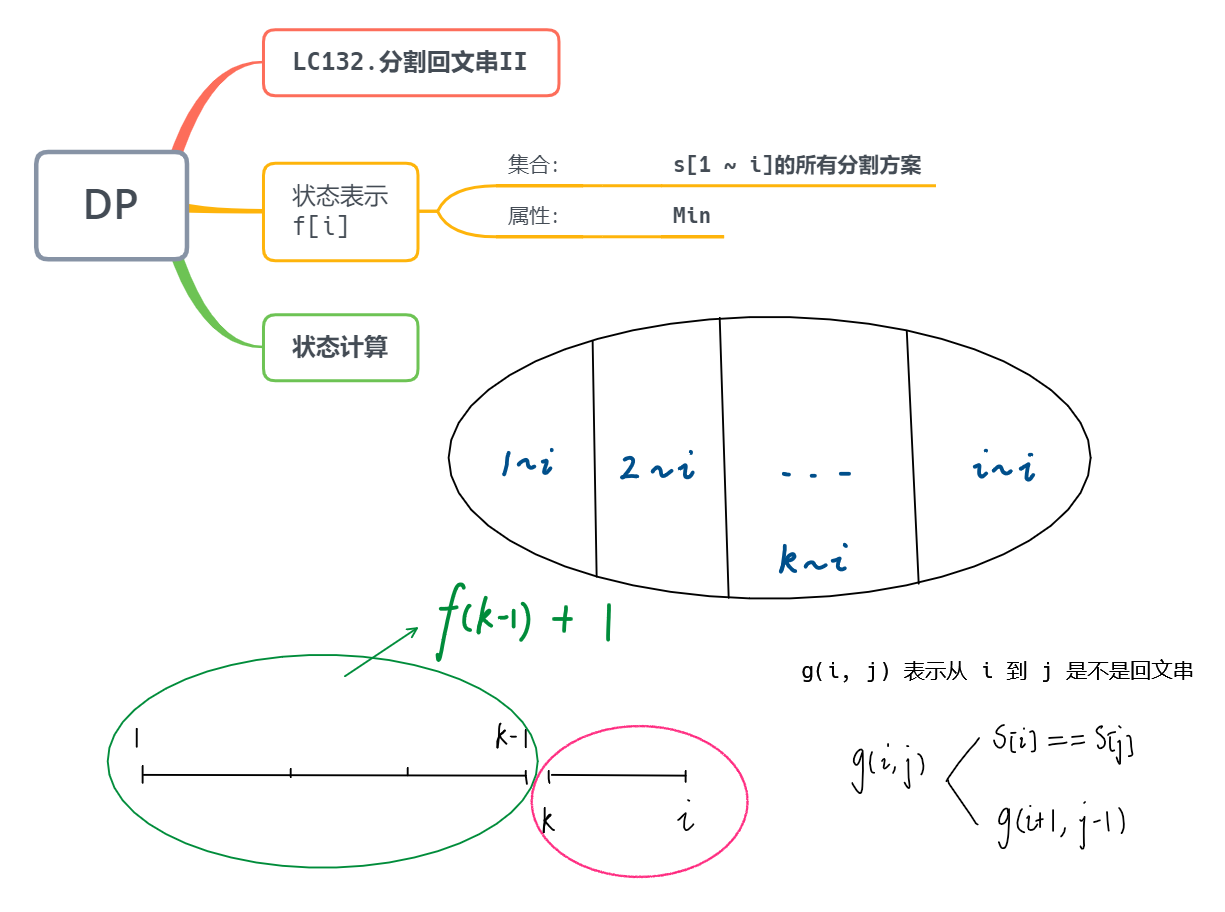 LC132.分割回文串II
DP
状态表示
f[i]
集合: s[1 ~ i]的所有分割方案
属性: Min
状态计算
1~i 2~i --- i~i
k~i
f(k-1) + 1
g(i, j) 表示从 i 到 j 是不是回文串
1 k-1
k i
g(i,j)
S[i] == S[j]
g(i+1, j-1)